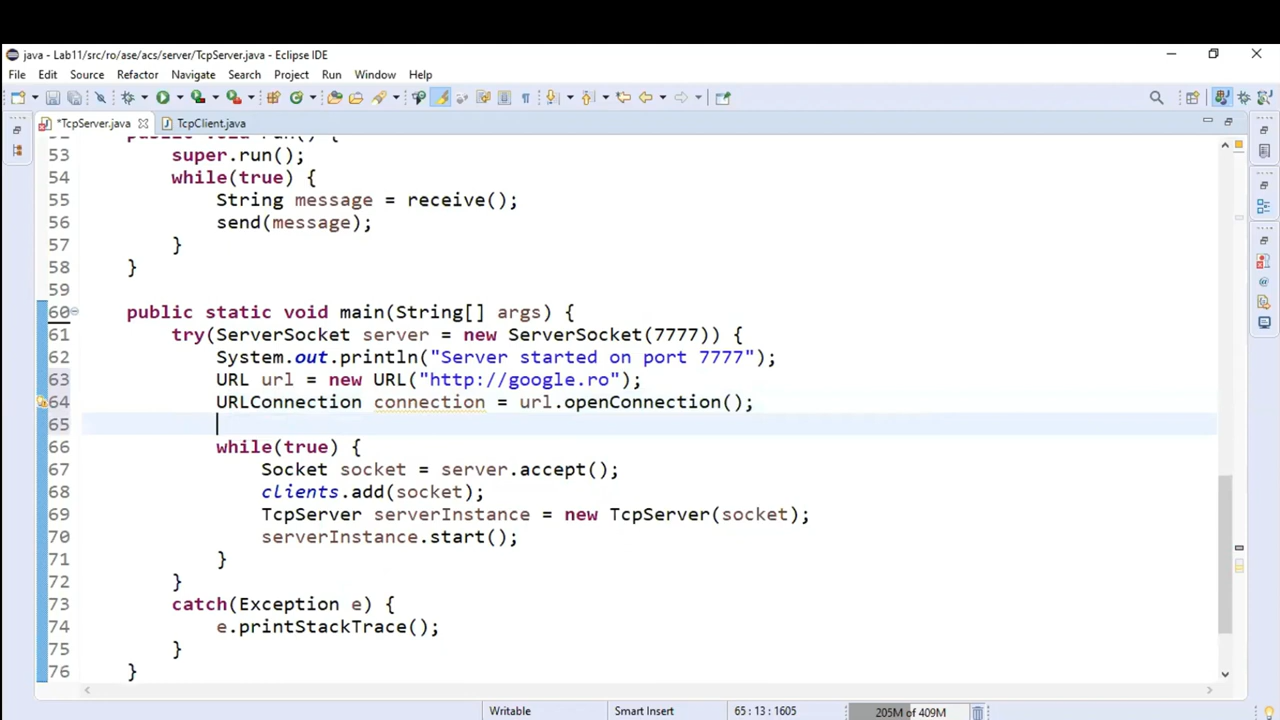 java - Lab11/src/ro/ase/acs/server/TcpServer.java - Eclipse IDE
File Edit Source Refactor Navigate Search Project Run Window Help
*TcpServer.java TcpClient.java
53 super.run();
54 while(true) {
55 String message = receive();
56 send(message);
57 }
58 }
59
60 public static void main(String[] args) {
61 try(ServerSocket server = new ServerSocket(7777)) {
62 System.out.println("Server started on port 7777");
63 URL url = new URL("http://google.ro");
64 URLConnection connection = url.openConnection();
65
66 while(true) {
67 Socket socket = server.accept();
68 clients.add(socket);
69 TcpServer serverInstance = new TcpServer(socket);
70 serverInstance.start();
71 }
72 }
73 catch(Exception e) {
74 e.printStackTrace();
75 }
76 }
Writable Smart Insert 65 : 13 : 1605 205M of 409M